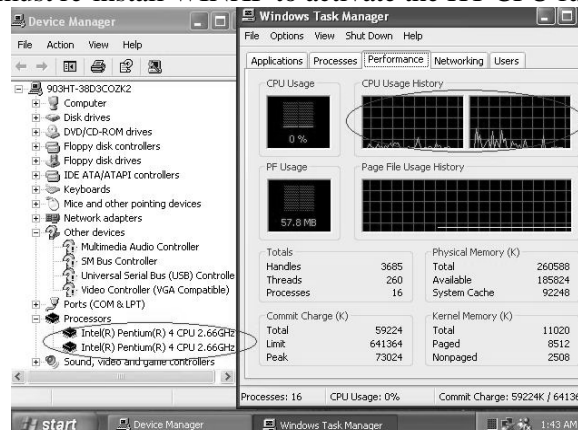 must re-install WINXP to activate the HT CPU fu
Device Manager
File Action View Help
903HT-38D3COZK2
Computer
Disk drives
DVD/CD-ROM drives
Floppy disk controllers
Floppy disk drives
IDE ATA/ATAPI controllers
Keyboards
Mice and other pointing devices
Network adapters
Other devices
Multimedia Audio Controller
SM Bus Controller
Universal Serial Bus (USB) Controlle
Video Controller (VGA Compatible)
Ports (COM & LPT)
Processors
Intel(R) Pentium(R) 4 CPU 2.66GHz
Intel(R) Pentium(R) 4 CPU 2.66GHz
Sound, video and game controllers
Windows Task Manager
File Options View Shut Down Help
Applications Processes Performance Networking Users
CPU Usage CPU Usage History
0 %
PF Usage Page File Usage History
57.8 MB
Totals
Handles 3685
Threads 260
Processes 16
Physical Memory (K)
Total 260588
Available 185824
System Cache 92248
Commit Charge (K)
Total 59224
Limit 641364
Peak 73024
Kernel Memory (K)
Total 11020
Paged 8512
Nonpaged 2508
Processes: 16 CPU Usage: 0% Commit Charge: 59224K / 64136
start Device Manager Windows Task Manager 1:43 AM